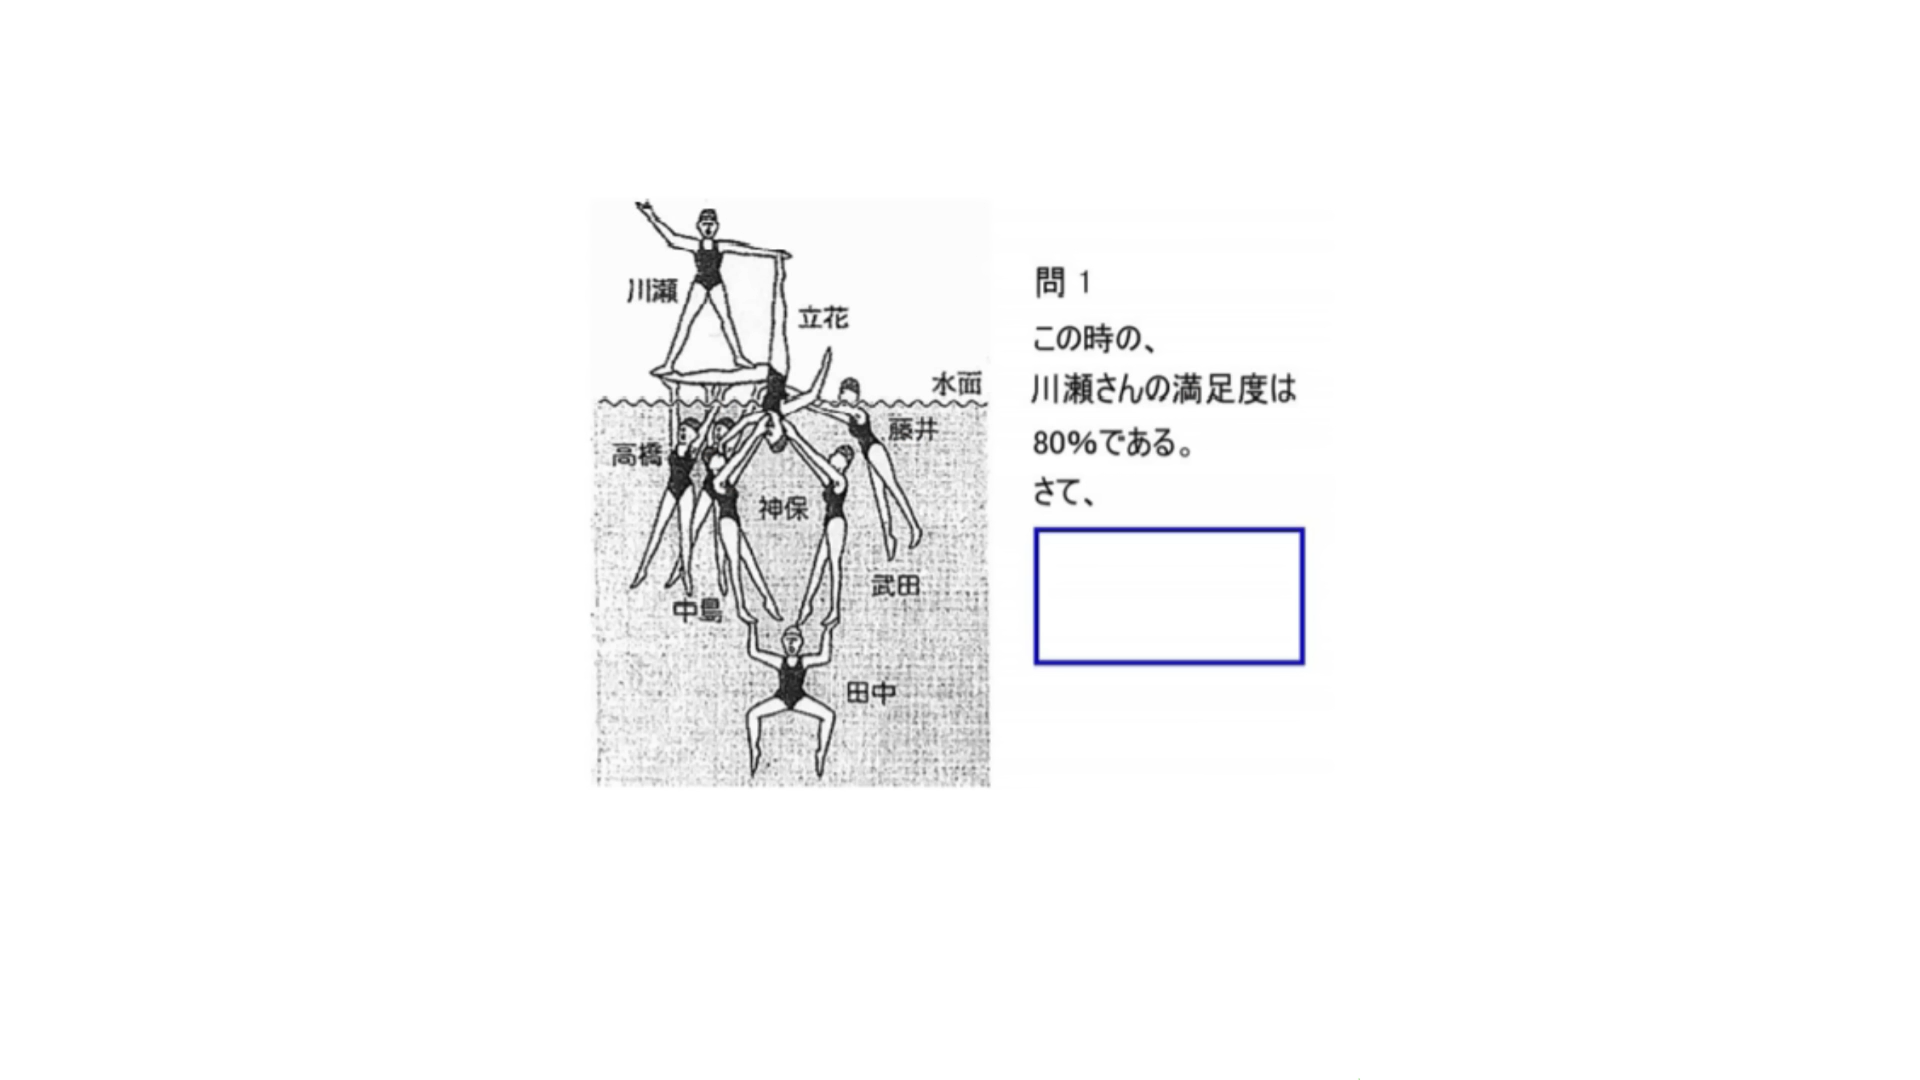 川瀬
立花
水面
藤井
高橋
神保
武田
中島
田中
問 1
この時の、
川瀬さんの満足度は
80%である。
さて、